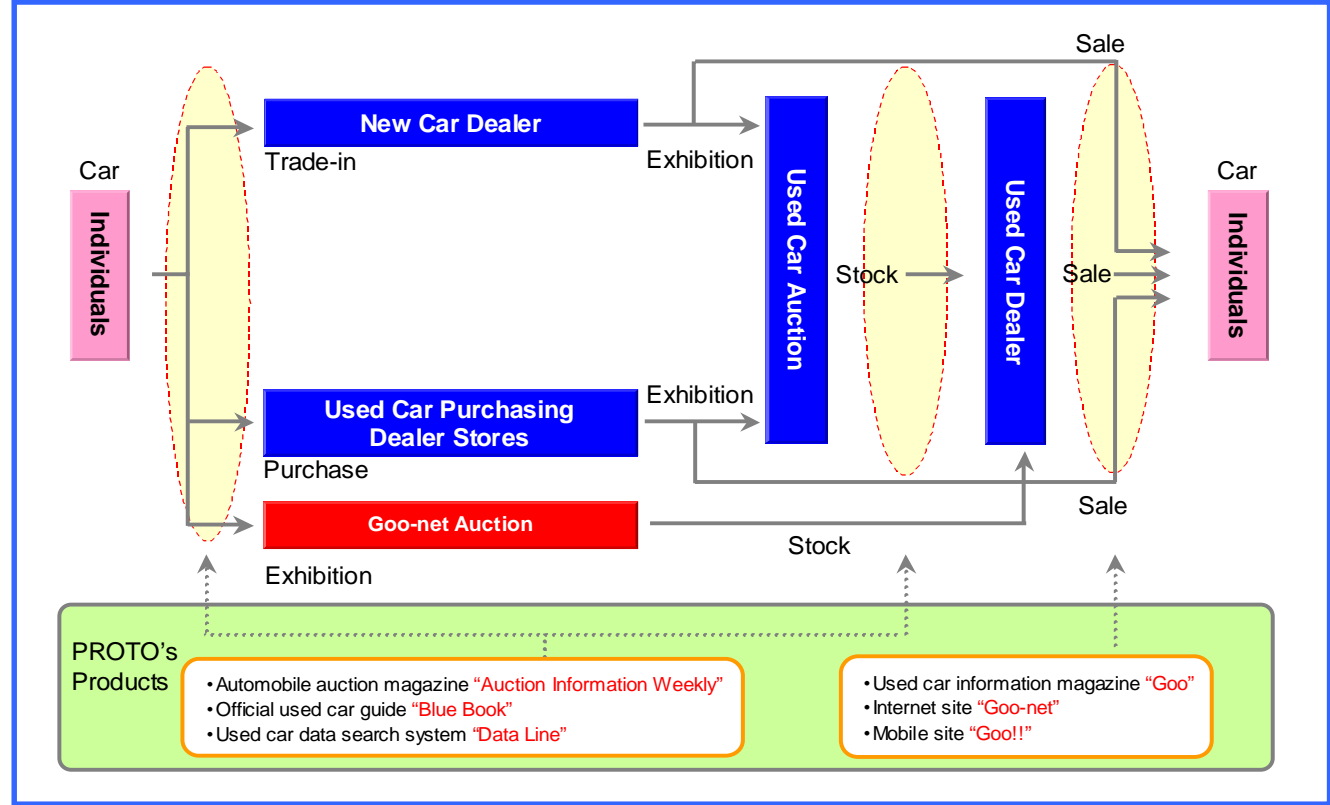 Sale
New Car Dealer
Trade-in
Exhibition
Car
Individuals
Used Car Auction
Stock
Used Car Dealer
Sale
Car
Individuals
Exhibition
Used Car Purchasing
Dealer Stores
Purchase
Sale
Goo-net Auction
Stock
Exhibition
PROTO's
Products
•Automobile auction magazine “Auction Information Weekly”
•Official used car guide “Blue Book”
•Used car data search system “Data Line”
•Used car information magazine “Goo”
•Internet site “Goo-net”
•Mobile site “Goo!!”